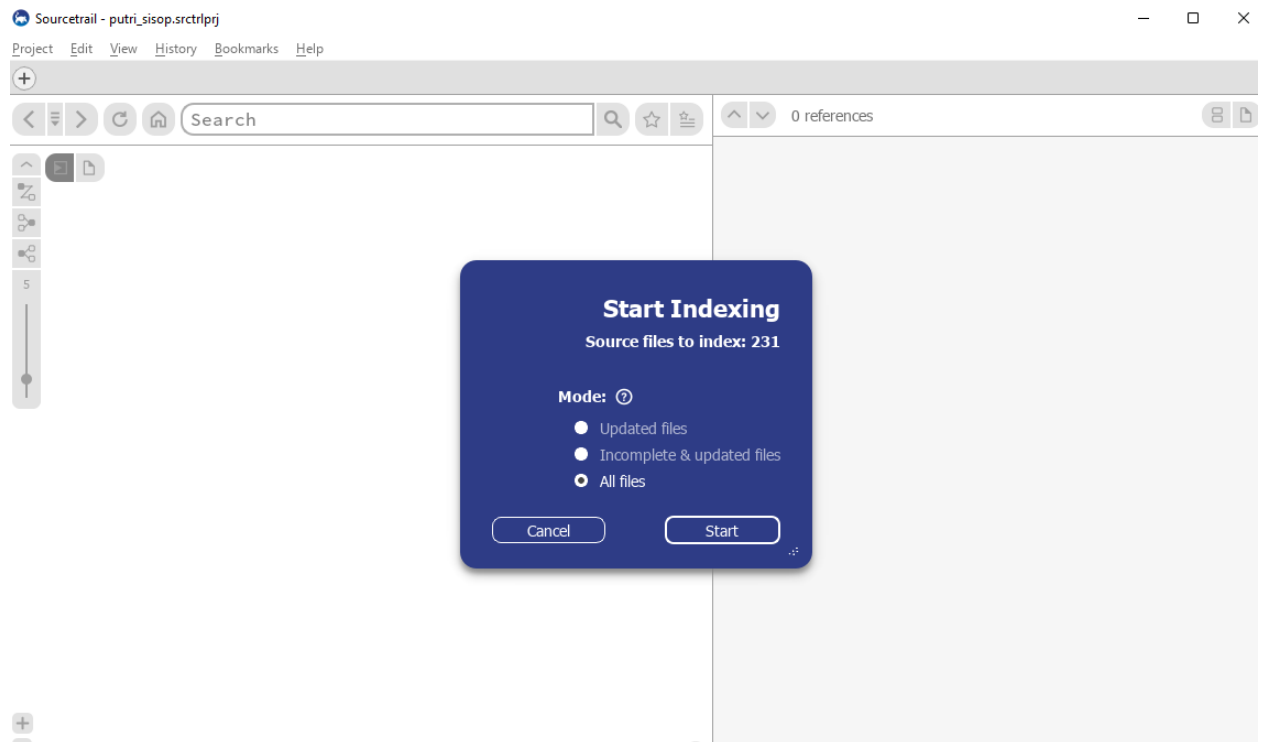 Sourcetrail - putri_sisop.srctrlprj
Project Edit View History Bookmarks Help
Search
0 references
5
Start Indexing
Source files to index: 231
Mode:
Updated files
Incomplete & updated files
All files
Cancel Start